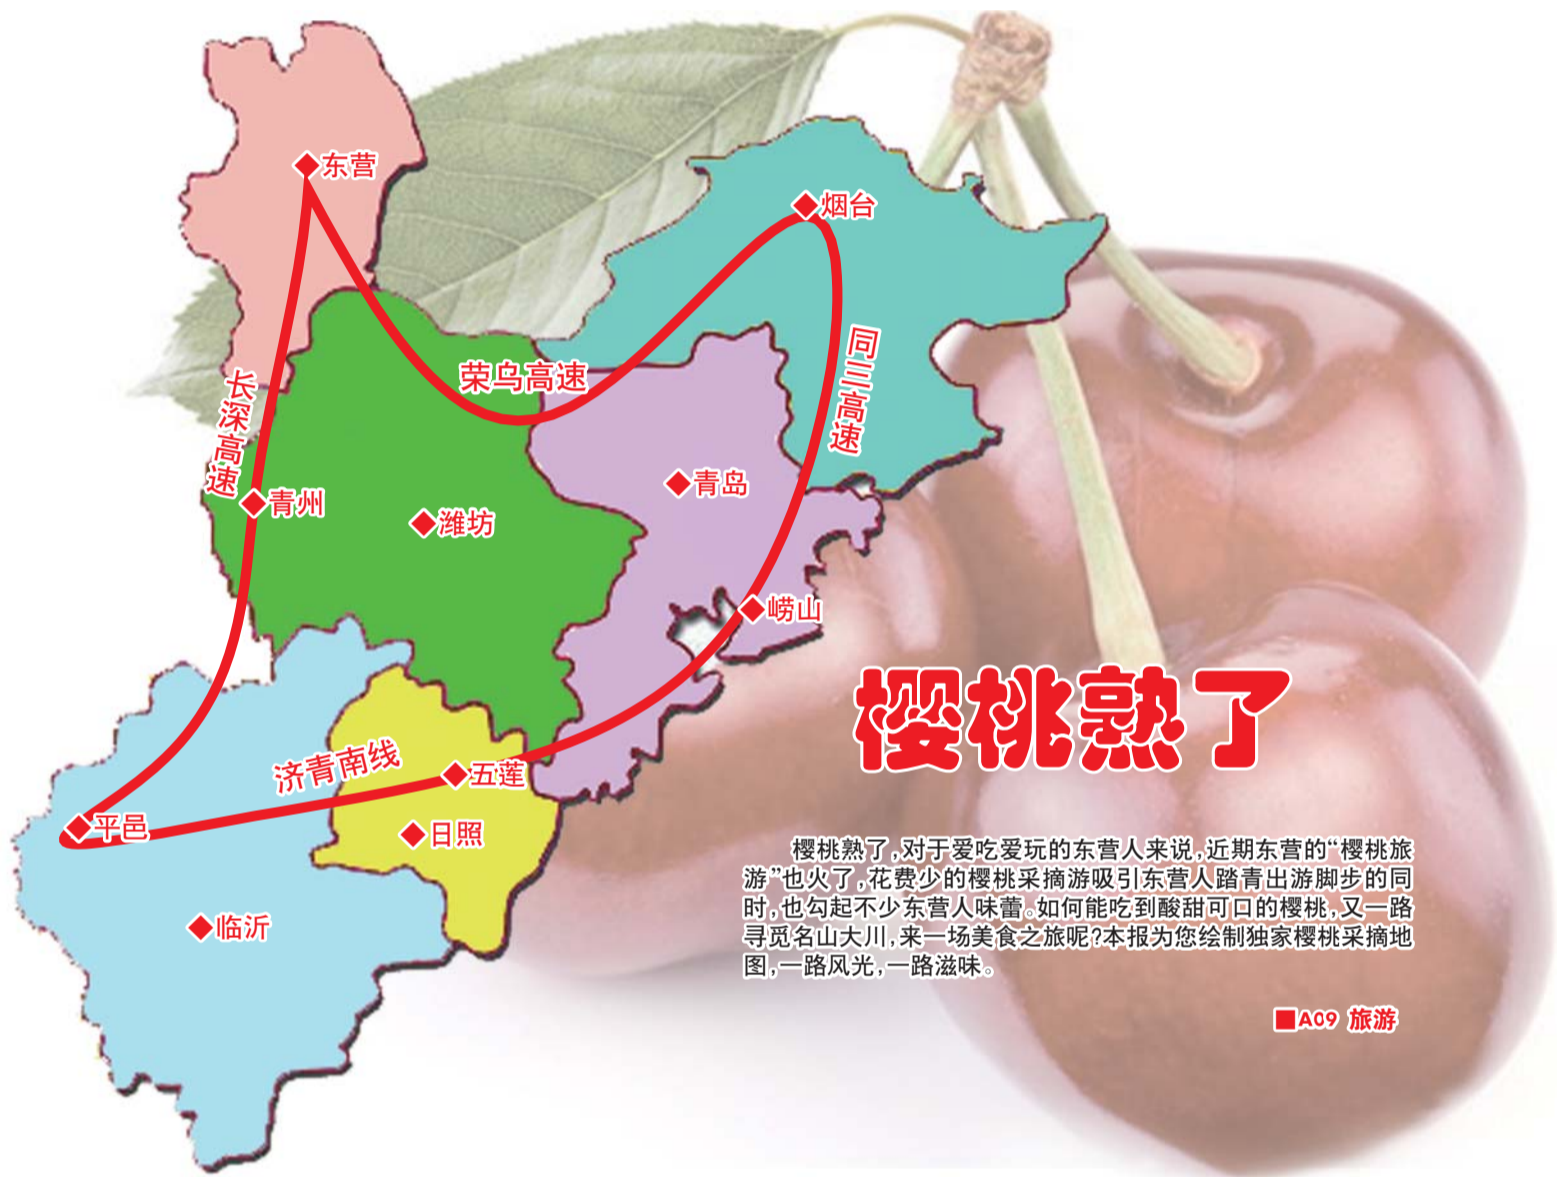 东营
烟台
同三高速
荣乌高速
长深高速
青岛
青州
潍坊
崂山
樱桃熟了
济青南线
五莲
平邑
日照
临沂
樱桃熟了,对于爱吃爱玩的东营人来说,近期东营的“樱桃旅
游”也火了,花费少的樱桃采摘游吸引东营人踏青出游脚步的同
时,也勾起不少东营人味蕾。如何能吃到酸甜可口的樱桃,又一路
寻觅名山大川,来一场美食之旅呢?本报为您绘制独家樱桃采摘地
图,一路风光,一路滋味。
■A09 旅游